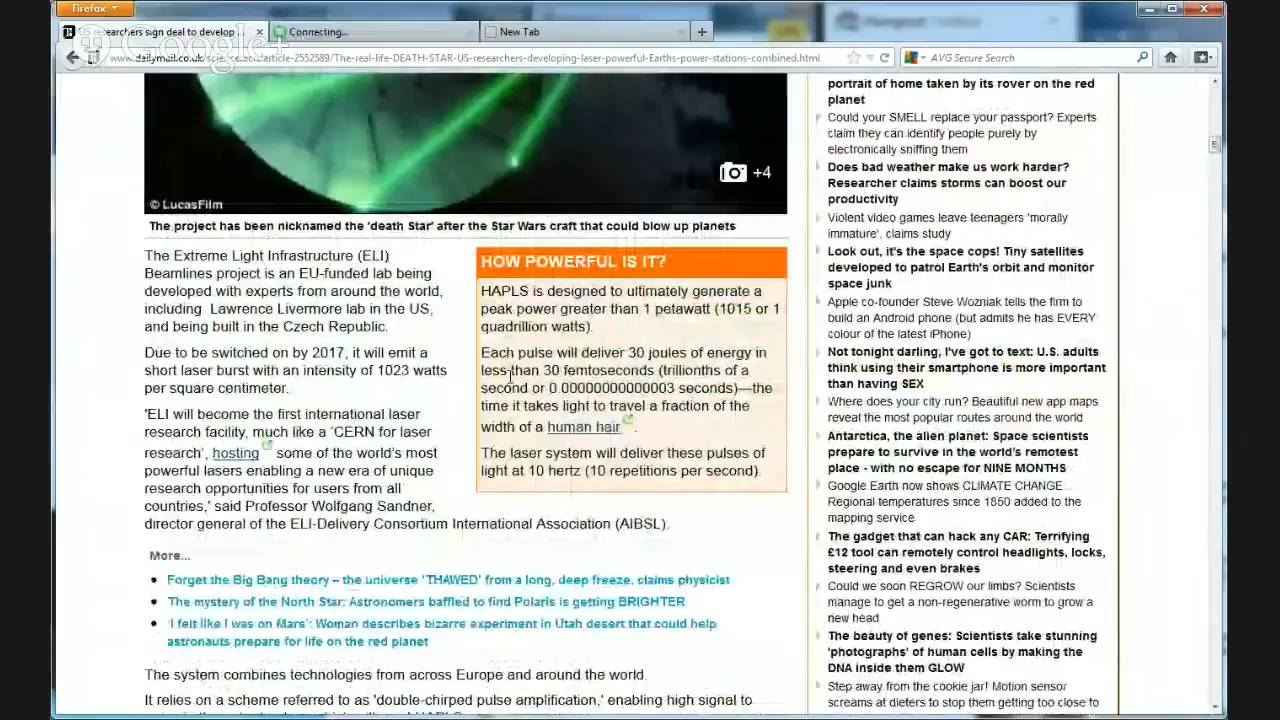 Firefox
US researchers sign deal to develop...
Connecting...
New Tab
Google+
www.dailymail.co.uk/sciencetech/article-2552589/The-real-life-DEATH-STAR-US-researchers-developing-laser-powerful-Earths-power-stations-combined.html
AVG Secure Search
+4
© LucasFilm
The project has been nicknamed the 'death Star' after the Star Wars craft that could blow up planets
The Extreme Light Infrastructure (ELI)
Beamlines project is an EU-funded lab being
developed with experts from around the world,
including Lawrence Livermore lab in the US,
and being built in the Czech Republic.
Due to be switched on by 2017, it will emit a
short laser burst with an intensity of 1023 watts
per square centimeter.
'ELI will become the first international laser
research facility, much like a 'CERN for laser
research', hosting some of the world's most
powerful lasers enabling a new era of unique
research opportunities for users from all
countries,' said Professor Wolfgang Sandner,
director general of the ELI-Delivery Consortium International Association (AIBSL).
HOW POWERFUL IS IT?
HAPLS is designed to ultimately generate a
peak power greater than 1 petawatt (1015 or 1
quadrillion watts).
Each pulse will deliver 30 joules of energy in
less than 30 femtoseconds (trillionths of a
second or 0.00000000000003 seconds)—the
time it takes light to travel a fraction of the
width of a human hair.
The laser system will deliver these pulses of
light at 10 hertz (10 repetitions per second).
More...
Forget the Big Bang theory – the universe 'THAWED' from a long, deep freeze, claims physicist
The mystery of the North Star: Astronomers baffled to find Polaris is getting BRIGHTER
'I felt like I was on Mars': Woman describes bizarre experiment in Utah desert that could help
astronauts prepare for life on the red planet
The system combines technologies from across Europe and around the world.
It relies on a scheme referred to as 'double-chirped pulse amplification,' enabling high signal to
portrait of home taken by its rover on the red
planet
Could your SMELL replace your passport? Experts
claim they can identify people purely by
electronically sniffing them
Does bad weather make us work harder?
Researcher claims storms can boost our
productivity
Violent video games leave teenagers 'morally
immature', claims study
Look out, it's the space cops! Tiny satellites
developed to patrol Earth's orbit and monitor
space junk
Apple co-founder Steve Wozniak tells the firm to
build an Android phone (but admits he has EVERY
colour of the latest iPhone)
Not tonight darling, I've got to text: U.S. adults
think using their smartphone is more important
than having SEX
Where does your city run? Beautiful new app maps
reveal the most popular routes around the world
Antarctica, the alien planet: Space scientists
prepare to survive in the world's remotest
place - with no escape for NINE MONTHS
Google Earth now shows CLIMATE CHANGE
Regional temperatures since 1850 added to the
mapping service
The gadget that can hack any CAR: Terrifying
£12 tool can remotely control headlights, locks,
steering and even brakes
Could we soon REGROW our limbs? Scientists
manage to get a non-regenerative worm to grow a
new head
The beauty of genes: Scientists take stunning
'photographs' of human cells by making the
DNA inside them GLOW
Step away from the cookie jar! Motion sensor
screams at dieters to stop them getting too close to